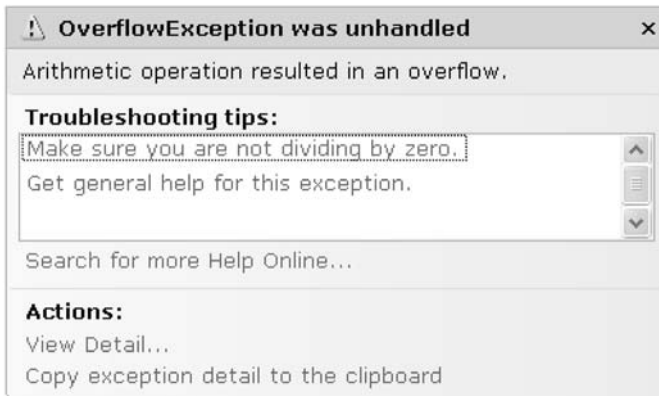 OverflowException was unhandled
Arithmetic operation resulted in an overflow.
Troubleshooting tips:
Make sure you are not dividing by zero.
Get general help for this exception.
Search for more Help Online...
Actions:
View Detail...
Copy exception detail to the clipboard